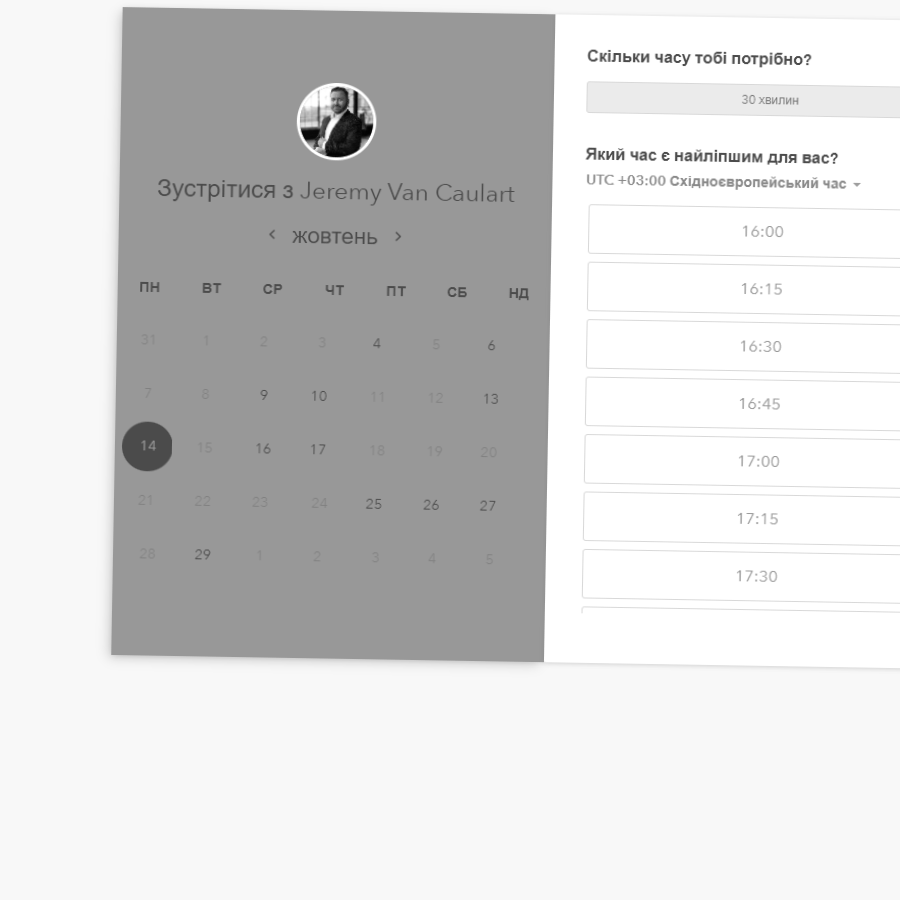 Зустрітися з Jeremy Van Caulart
жовтень
ПН ВТ СР ЧТ ПТ СБ НД
31 1 2 3 4 5 6
7 8 9 10 11 12 13
14 15 16 17 18 19 20
21 22 23 24 25 26 27
28 29 1 2 3 4 5
Скільки часу тобі потрібно?
30 хвилин
Який час є найліпшим для вас?
UTC +03:00 Східноєвропейський час
16:00
16:15
16:30
16:45
17:00
17:15
17:30